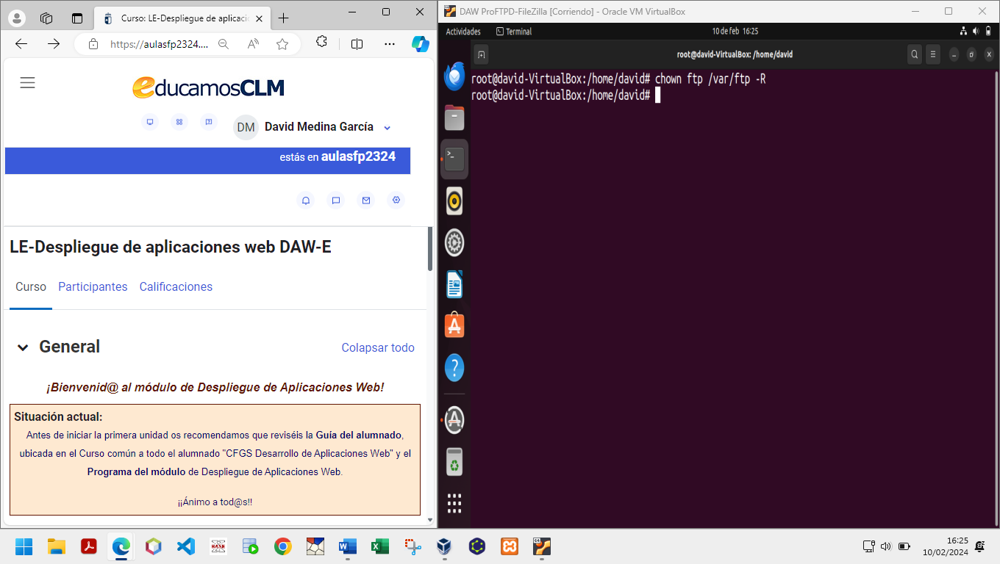 Curso: LE-Despliegue de aplicacio
https://aulasfp2324....
educamosCLM
DM David Medina García
estás en aulasfp2324
LE-Despliegue de aplicaciones web DAW-E
Curso Participantes Calificaciones
General Colapsar todo
¡Bienvenid@ al módulo de Despliegue de Aplicaciones Web!
Situación actual:
Antes de iniciar la primera unidad os recomendamos que reviséis la Guía del alumnado,
ubicada en el Curso común a todo el alumnado "CFGS Desarrollo de Aplicaciones Web" y el
Programa del módulo de Despliegue de Aplicaciones Web.
¡¡Ánimo a tod@s!!
DAW ProFTPD-FileZilla [Corriendo] - Oracle VM VirtualBox
Actividades Terminal 10 de feb 16:25
root@david-VirtualBox: /home/david
root@david-VirtualBox:/home/david# chown ftp /var/ftp -R
root@david-VirtualBox:/home/david#
16:25
10/02/2024